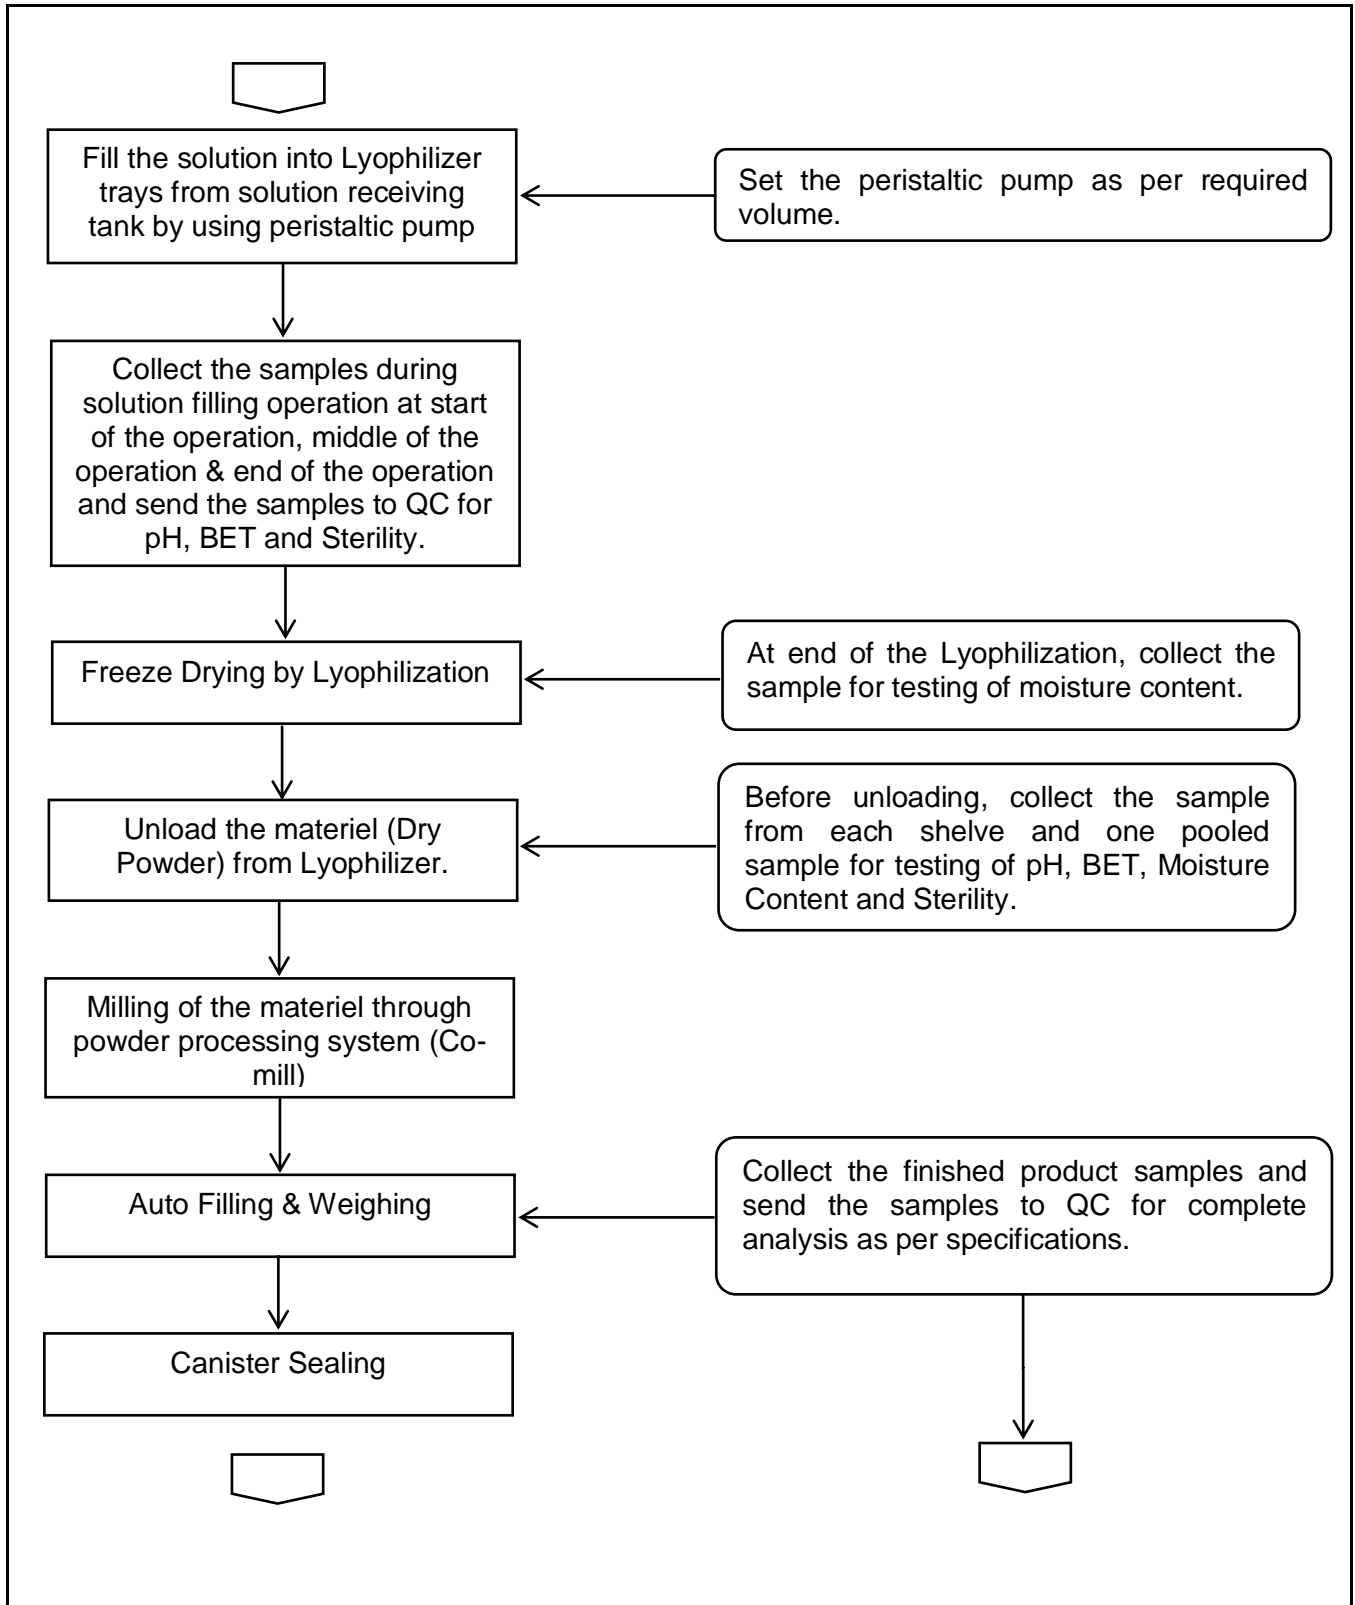 Fill the solution into Lyophilizer
trays from solution receiving
tank by using peristaltic pump
Set the peristaltic pump as per required
volume.
Collect the samples during
solution filling operation at start
of the operation, middle of the
operation & end of the operation
and send the samples to QC for
pH, BET and Sterility.
Freeze Drying by Lyophilization
At end of the Lyophilization, collect the
sample for testing of moisture content.
Unload the materiel (Dry
Powder) from Lyophilizer.
Before unloading, collect the sample
from each shelve and one pooled
sample for testing of pH, BET, Moisture
Content and Sterility.
Milling of the materiel through
powder processing system (Co-
mill)
Auto Filling & Weighing
Collect the finished product samples and
send the samples to QC for complete
analysis as per specifications.
Canister Sealing